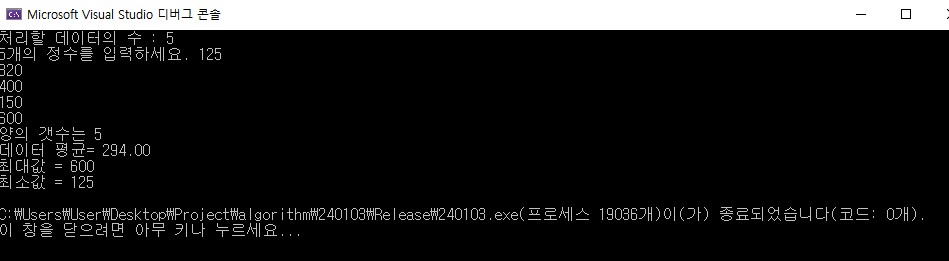 Microsoft Visual Studio 디버그 콘솔
처리할 데이터의 수 : 5
5개의 정수를 입력하세요. 125
320
400
150
600
양의 갯수는 5
데이터 평균= 294.00
최대값 = 600
최소값 = 125
C:₩Users₩User₩Desktop₩Project₩algorithm₩240103₩Release₩240103.exe(프로세스 19036개)이(가) 종료되었습니다(코드: 0개).
이 창을 닫으려면 아무 키나 누르세요...